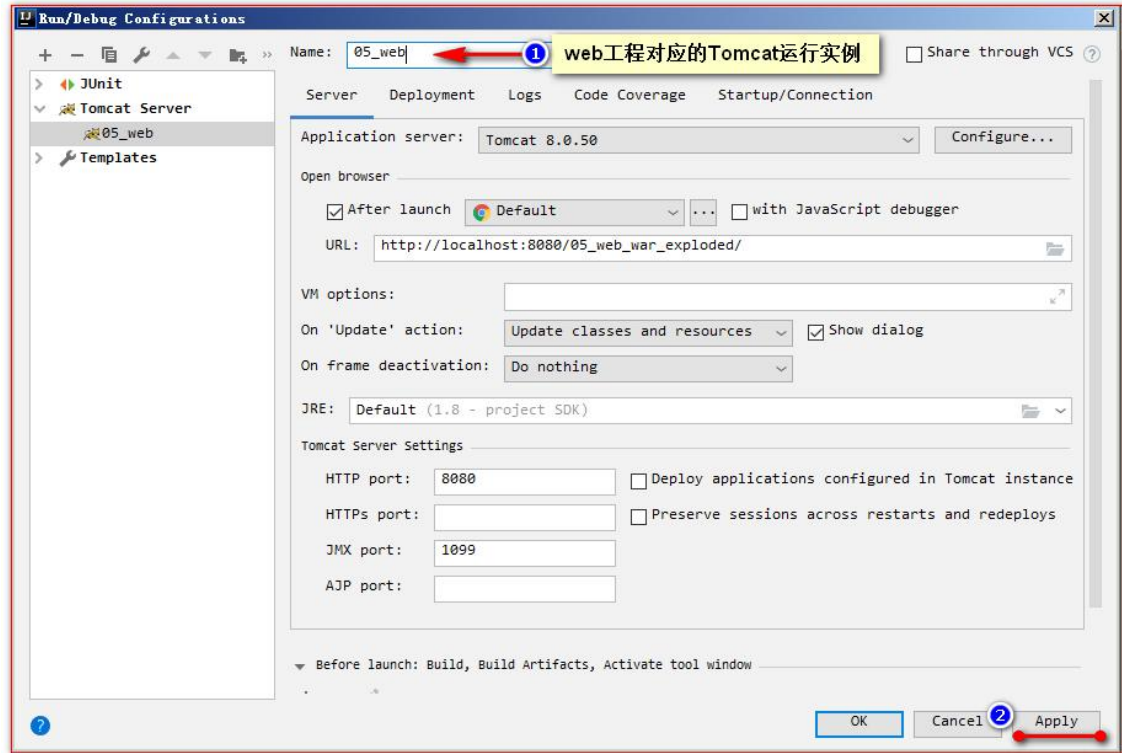 Run/Debug Configurations
Name: 05_web 1 web工程对应的Tomcat运行实例 Share through VCS
JUnit
Tomcat Server
05_web
Templates
Server Deployment Logs Code Coverage Startup/Connection
Application server: Tomcat 8.0.50 Configure...
Open browser
After launch Default ... with JavaScript debugger
URL: http://localhost:8080/05_web_war_exploded/
VM options:
On 'Update' action: Update classes and resources Show dialog
On frame deactivation: Do nothing
JRE: Default (1.8 - project SDK)
Tomcat Server Settings
HTTP port: 8080 Deploy applications configured in Tomcat instance
HTTPs port: Preserve sessions across restarts and redeploys
JMX port: 1099
AJP port:
Before launch: Build, Build Artifacts, Activate tool window
OK Cancel 2 Apply